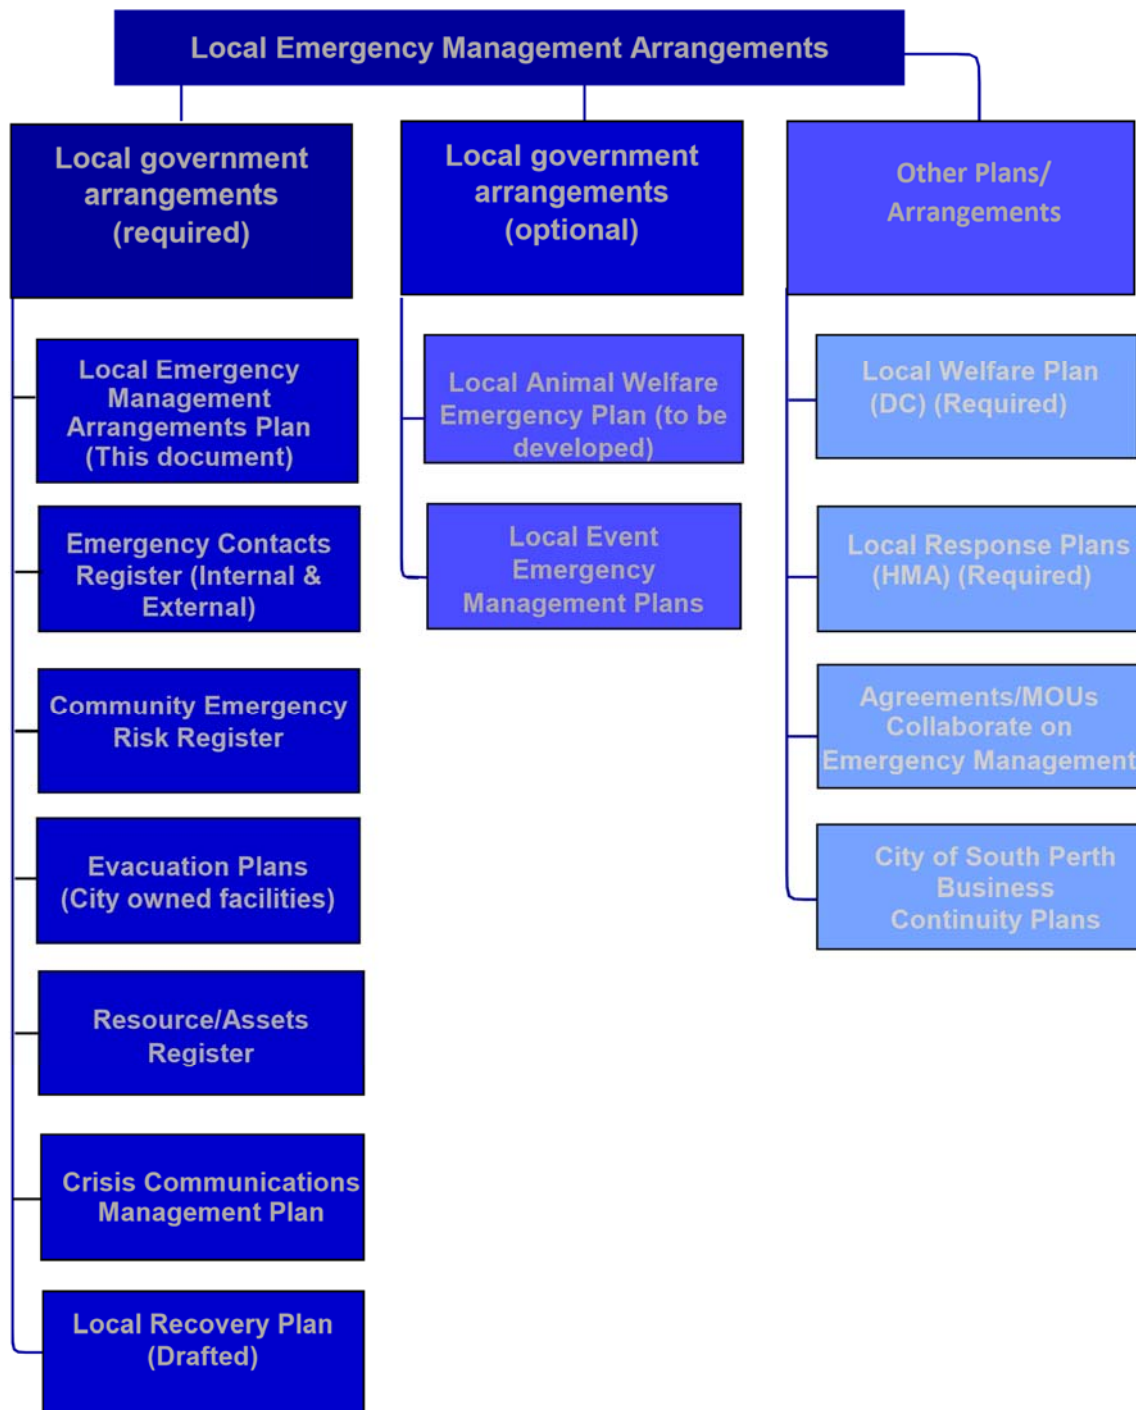 Local Emergency Management Arrangements
Local government
arrangements
(required)
Local Emergency
Management
Arrangements Plan
(This document)
Emergency Contacts
Register (Internal &
External)
Community Emergency
Risk Register
Evacuation Plans
(City owned facilities)
Resource/Assets
Register
Crisis Communications
Management Plan
Local Recovery Plan
(Drafted)
Local government
arrangements
(optional)
Local Animal Welfare
Emergency Plan (to be
developed)
Local Event
Emergency
Management Plans
Other Plans/
Arrangements
Local Welfare Plan
(DC) (Required)
Local Response Plans
(HMA) (Required)
Agreements/MOUs
Collaborate on
Emergency Management
City of South Perth
Business
Continuity Plans